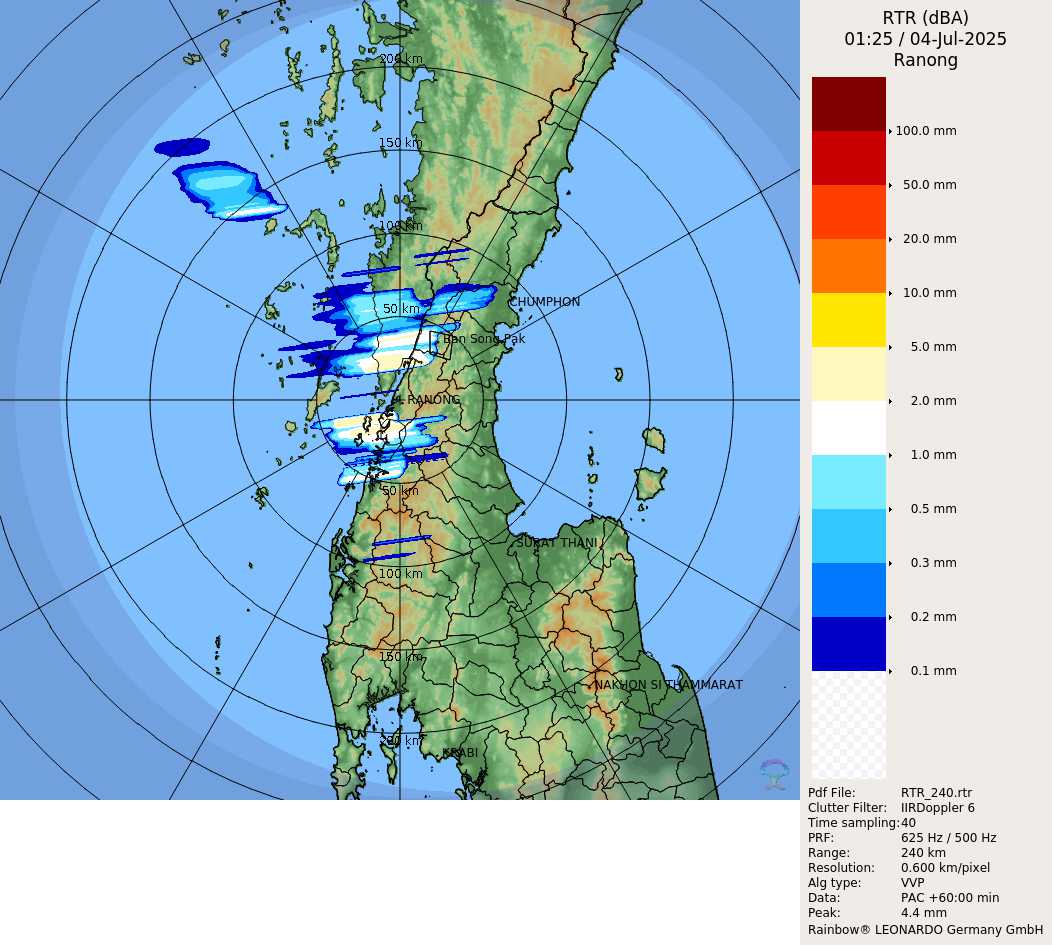 RTR (dBA)
01:25 / 04-Jul-2025
Ranong
200 km
150 km
100 km
50 km
CHUMPHON
Ban Song Pak
RANONG
50 km
SURAT THANI
100 km
150 km
NAKHON SI THAMMARAT
200 km
KRABI
100.0 mm
50.0 mm
20.0 mm
10.0 mm
5.0 mm
2.0 mm
1.0 mm
0.5 mm
0.3 mm
0.2 mm
0.1 mm
Pdf File: RTR_240.rtr
Clutter Filter: IIRDoppler 6
Time sampling:40
PRF: 625 Hz / 500 Hz
Range: 240 km
Resolution: 0.600 km/pixel
Alg type: VVP
Data: PAC +60:00 min
Peak: 4.4 mm
Rainbow® LEONARDO Germany GmbH